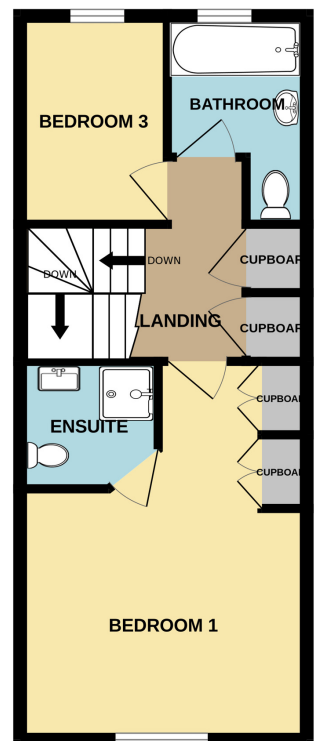 BATHROOM
BEDROOM 3
CUPBOAR
DOWN
DOWN
LANDING
CUPBOAR
CUPBOAR
ENSUITE
CUPBOAR
BEDROOM 1